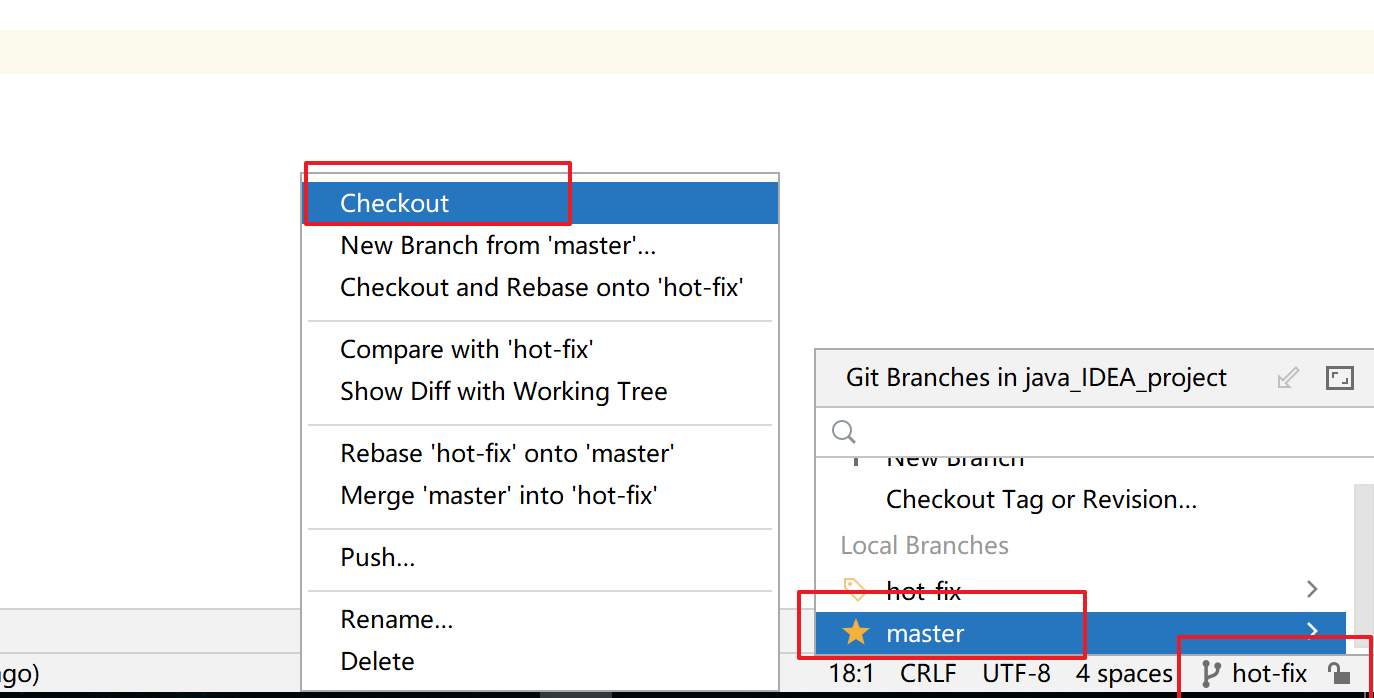 Checkout
New Branch from 'master'...
Checkout and Rebase onto 'hot-fix'
Compare with 'hot-fix'
Show Diff with Working Tree
Rebase 'hot-fix' onto 'master'
Merge 'master' into 'hot-fix'
Push...
Rename...
Delete
Git Branches in java_IDEA_project
New Branch
Checkout Tag or Revision...
Local Branches
hot-fix
master
go)
18:1 CRLF UTF-8 4 spaces hot-fix